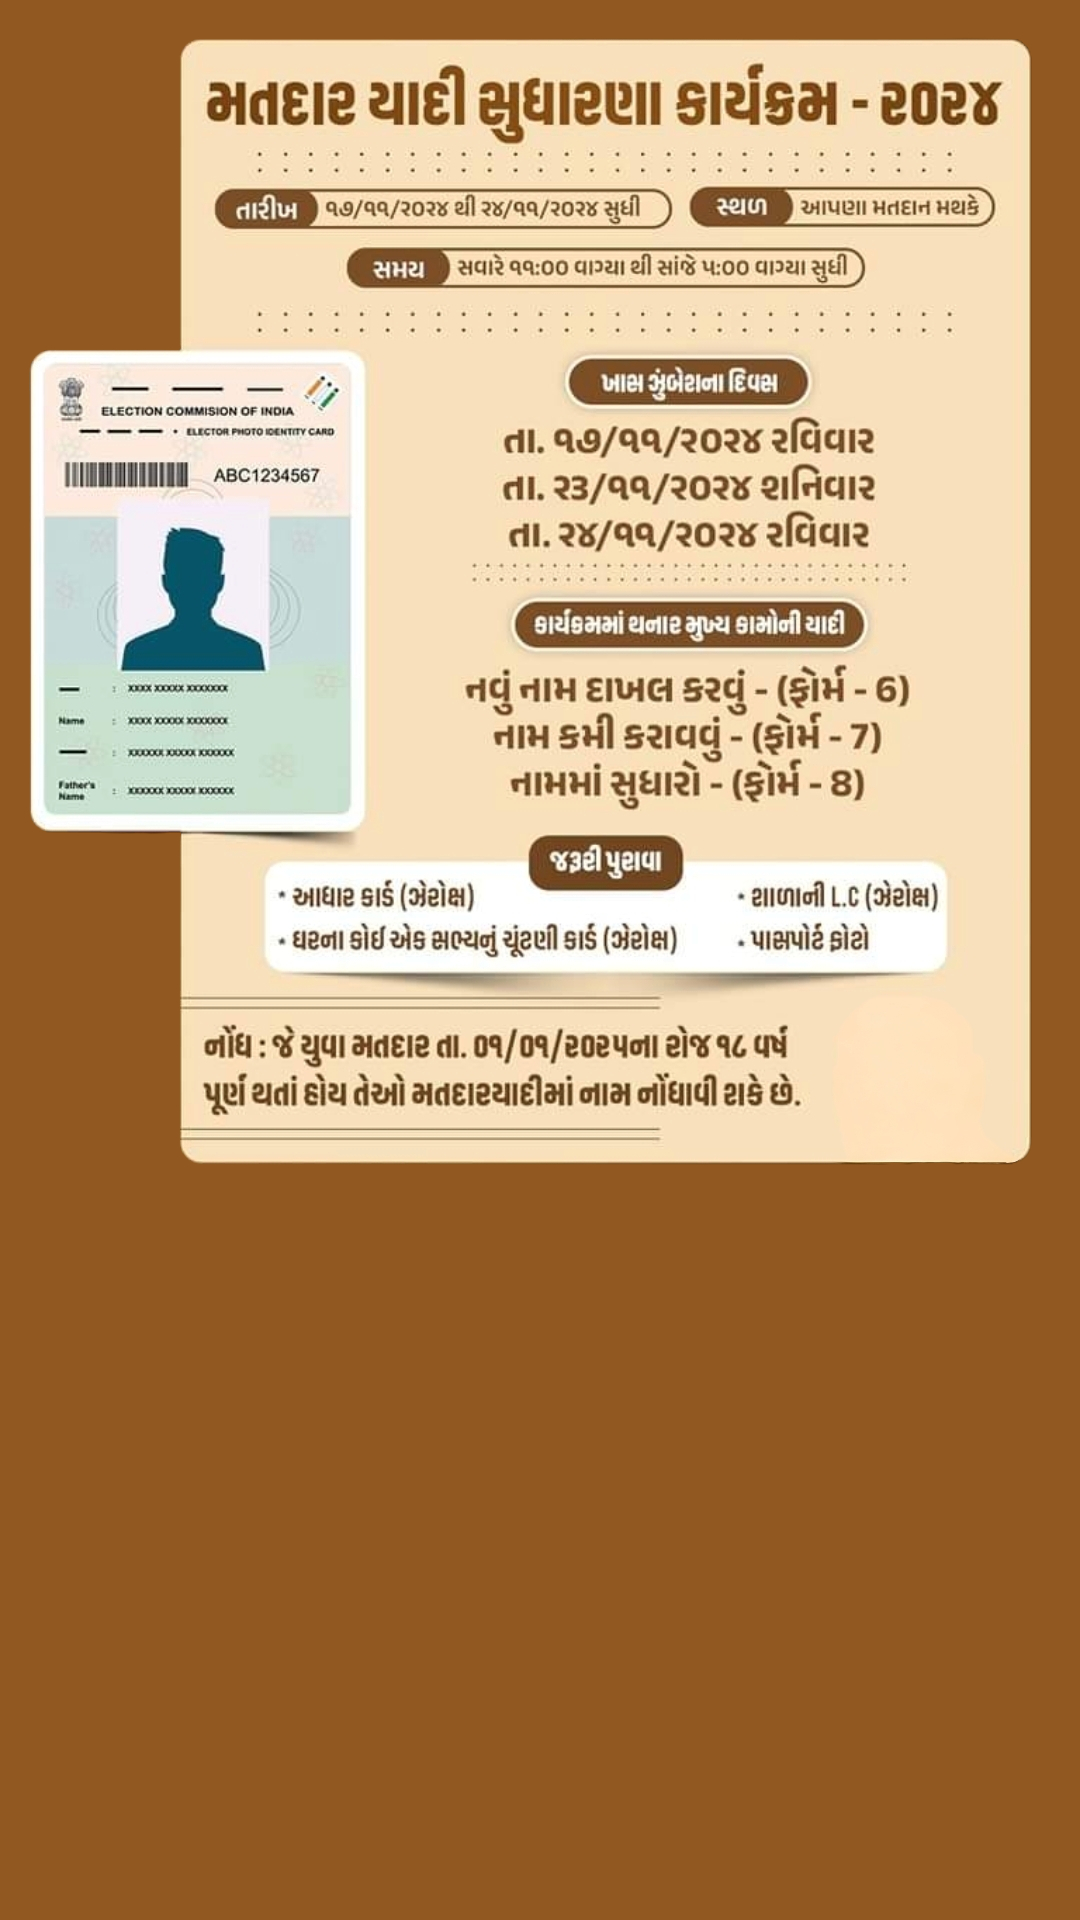 મતદાર યાદી સુધારણા કાર્યક્રમ - ૨૦૨૪
તારીખ ૧૭/૧૧/૨૦૨૪ થી ૨૪/૧૧/૨૦૨૪ સુધી
સ્થળ આપણા મતદાન મથકે
સમય સવારે ૧૧:૦૦ વાગ્યા થી સાંજે ૫:૦૦ વાગ્યા સુધી
ELECTION COMMISION OF INDIA
ELECTOR PHOTO IDENTITY CARD
ABC1234567
: XXXX XXXXX XXXXXXX
Name : XXXX XXXXX XXXXXXX
: XXXXXX XXXXX XXXXXX
Father's
Name : XXXXXX XXXXX XXXXXX
ખાસ ઝુંબેશના દિવસ
તા. ૧૭/૧૧/૨૦૨૪ રવિવાર
તા. ૨૩/૧૧/૨૦૨૪ શનિવાર
તા. ૨૪/૧૧/૨૦૨૪ રવિવાર
કાર્યક્રમમાં થનાર મુખ્ય કામોની યાદી
નવું નામ દાખલ કરવું - (ફોર્મ - 6)
નામ કમી કરાવવું - (ફોર્મ - 7)
નામમાં સુધારો - (ફોર્મ - 8)
જરૂરી પુરાવા
* આધાર કાર્ડ (ઝેરોક્ષ)
* શાળાની L.C (ઝેરોક્ષ)
* ઘરના કોઈ એક સભ્યનું ચૂંટણી કાર્ડ (ઝેરોક્ષ)
* પાસપોર્ટ ફોટો
નોંધ : જે યુવા મતદાર તા. ૦૧/૦૧/૨૦૨૫ના રોજ ૧૮ વર્ષ
પૂર્ણ થતાં હોય તેઓ મતદારયાદીમાં નામ નોંધાવી શકે છે.